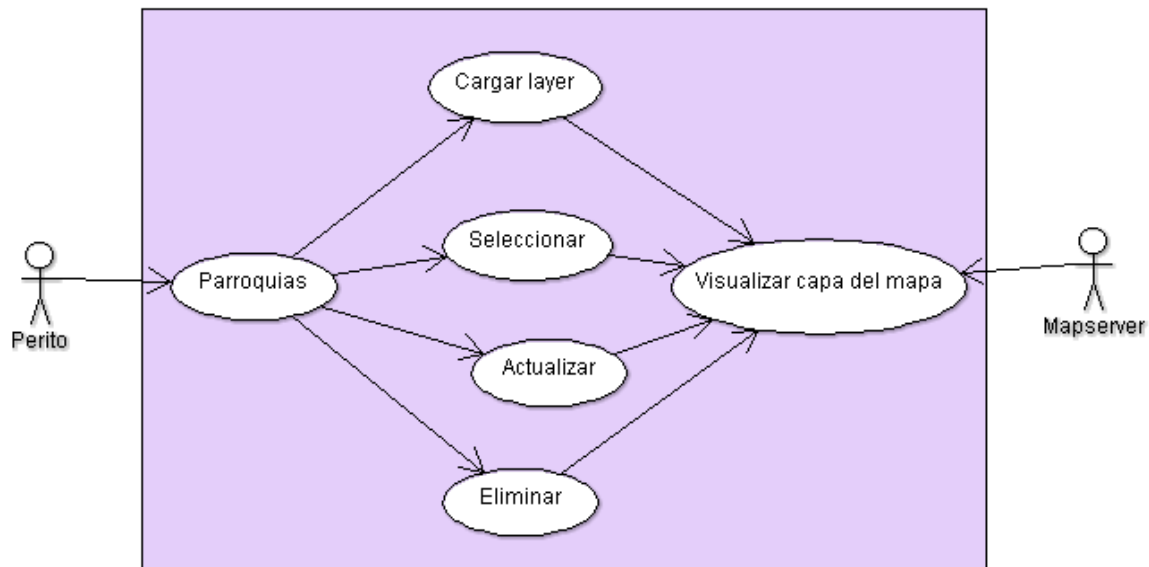 Cargar layer
Seleccionar
Parroquias
Visualizar capa del mapa
Perito
Mapserver
Actualizar
Eliminar